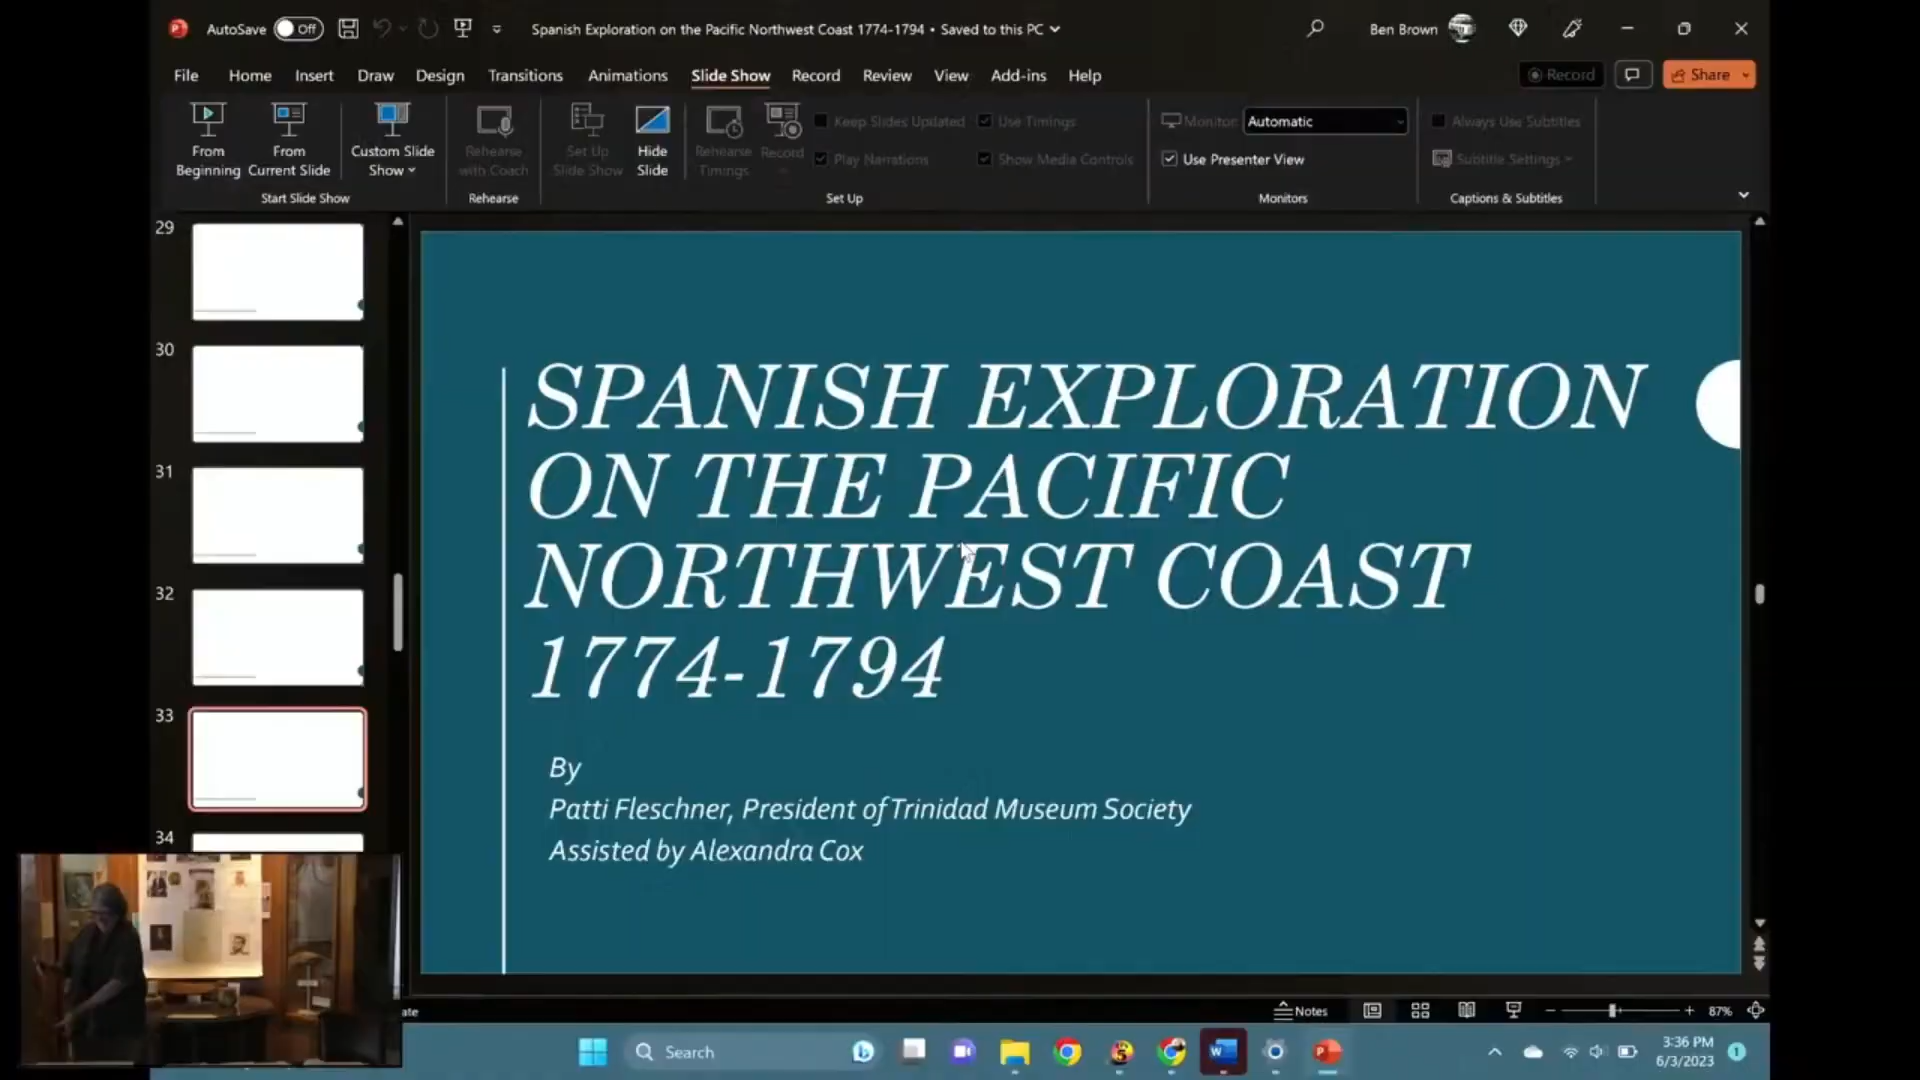 AutoSave Off Spanish Exploration on the Pacific Northwest Coast 1774-1794 • Saved to this PC Ben Brown
File Home Insert Draw Design Transitions Animations Slide Show Record Review View Add-ins Help Record Share
From Beginning
From Current Slide
Custom Slide Show
Rehearse with Coach
Set Up Slide Show
Hide Slide
Rehearse Timings
Record
Keep Slides Updated
Use Timings
Play Narrations
Show Media Controls
Monitor: Automatic
Use Presenter View
Always Use Subtitles
Subtitle Settings
Start Slide Show Rehearse Set Up Monitors Captions & Subtitles
29
30
31
32
33
34
SPANISH EXPLORATION
ON THE PACIFIC
NORTHWEST COAST
1774-1794
By
Patti Fleschner, President of Trinidad Museum Society
Assisted by Alexandra Cox
ate Notes 87%
Search
3:36 PM
6/3/2023
1